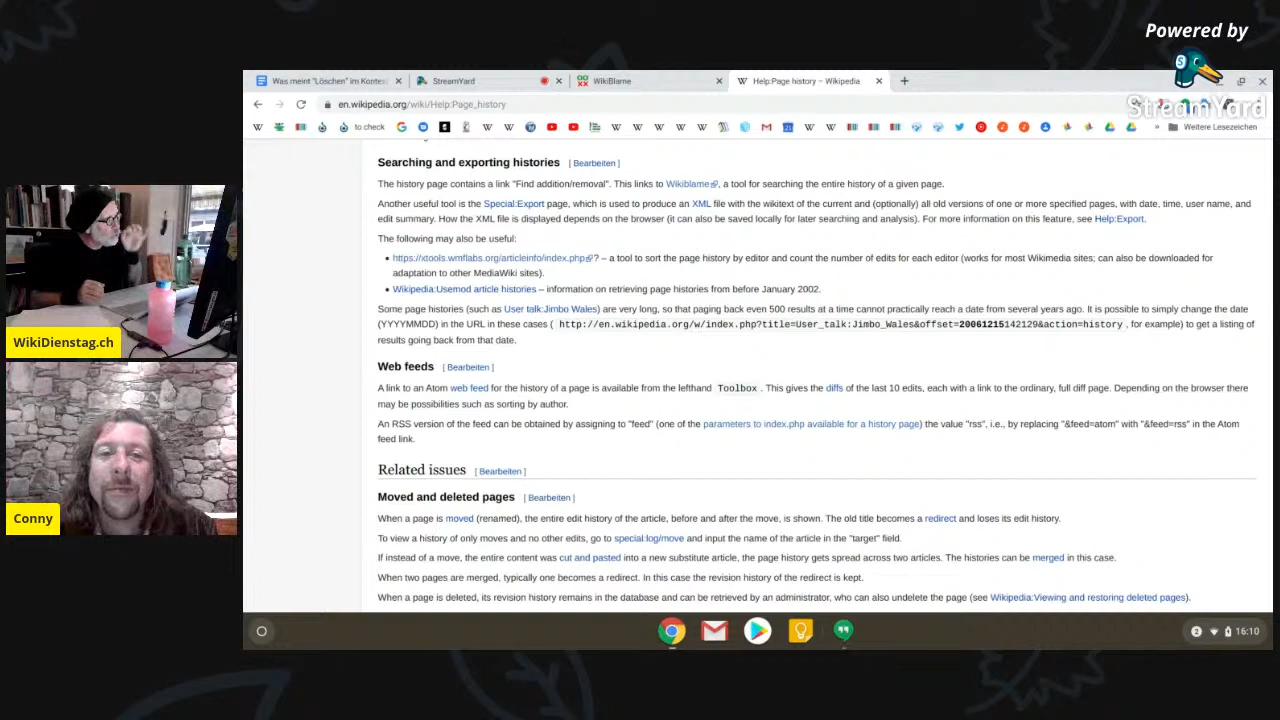 Powered by
StreamYard
Was meint "Löschen" im Kontex
StreamYard
WikiBlame
Help:Page history – Wikipedia
en.wikipedia.org/wiki/Help:Page_history
to check
Weitere Lesezeichen
Searching and exporting histories [ Bearbeiten ]
The history page contains a link "Find addition/removal". This links to Wikiblame, a tool for searching the entire history of a given page.
Another useful tool is the Special:Export page, which is used to produce an XML file with the wikitext of the current and (optionally) all old versions of one or more specified pages, with date, time, user name, and
edit summary. How the XML file is displayed depends on the browser (it can also be saved locally for later searching and analysis). For more information on this feature, see Help:Export.
The following may also be useful:
• https://xtools.wmflabs.org/articleinfo/index.php? – a tool to sort the page history by editor and count the number of edits for each editor (works for most Wikimedia sites; can also be downloaded for
adaptation to other MediaWiki sites).
• Wikipedia:Usemod article histories – information on retrieving page histories from before January 2002.
Some page histories (such as User talk:Jimbo Wales) are very long, so that paging back even 500 results at a time cannot practically reach a date from several years ago. It is possible to simply change the date
(YYYYMMDD) in the URL in these cases ( http://en.wikipedia.org/w/index.php?title=User_talk:Jimbo_Wales&offset=20061215142129&action=history , for example) to get a listing of
results going back from that date.
Web feeds [ Bearbeiten ]
A link to an Atom web feed for the history of a page is available from the lefthand Toolbox . This gives the diffs of the last 10 edits, each with a link to the ordinary, full diff page. Depending on the browser there
may be possibilities such as sorting by author.
An RSS version of the feed can be obtained by assigning to "feed" (one of the parameters to index.php available for a history page) the value "rss", i.e., by replacing "&feed=atom" with "&feed=rss" in the Atom
feed link.
Related issues [ Bearbeiten ]
Moved and deleted pages [ Bearbeiten ]
When a page is moved (renamed), the entire edit history of the article, before and after the move, is shown. The old title becomes a redirect and loses its edit history.
To view a history of only moves and no other edits, go to special:log/move and input the name of the article in the "target" field.
If instead of a move, the entire content was cut and pasted into a new substitute article, the page history gets spread across two articles. The histories can be merged in this case.
When two pages are merged, typically one becomes a redirect. In this case the revision history of the redirect is kept.
When a page is deleted, its revision history remains in the database and can be retrieved by an administrator, who can also undelete the page (see Wikipedia:Viewing and restoring deleted pages).
2
16:10
WikiDienstag.ch
Conny